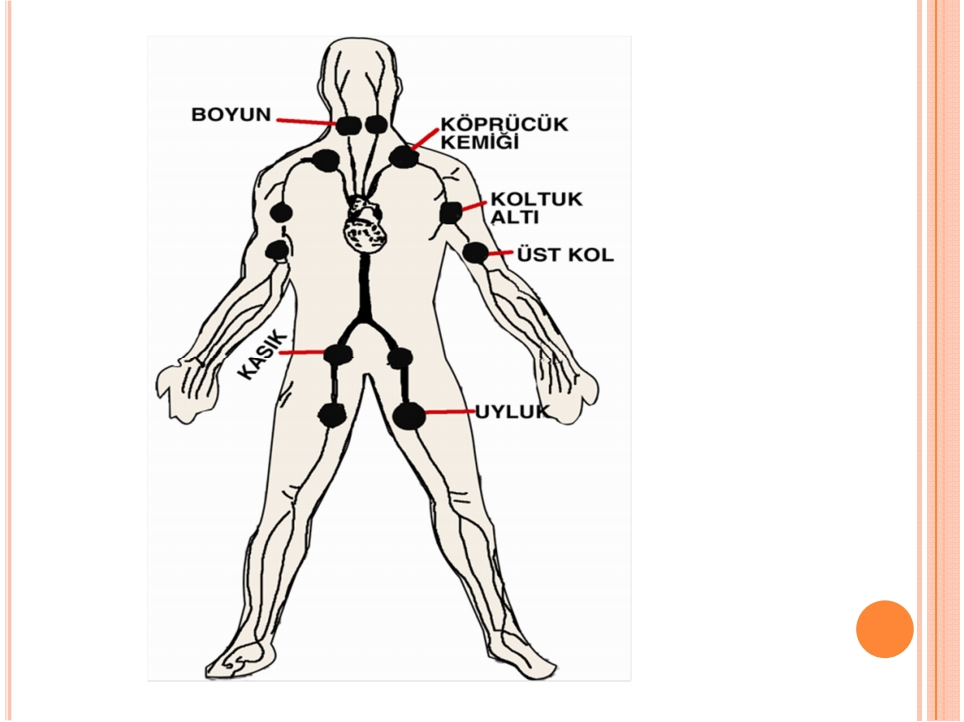 BOYUN
KÖPRÜCÜK
KEMİĞİ
KOLTUK
ALTI
ÜST KOL
KASIK
UYLUK